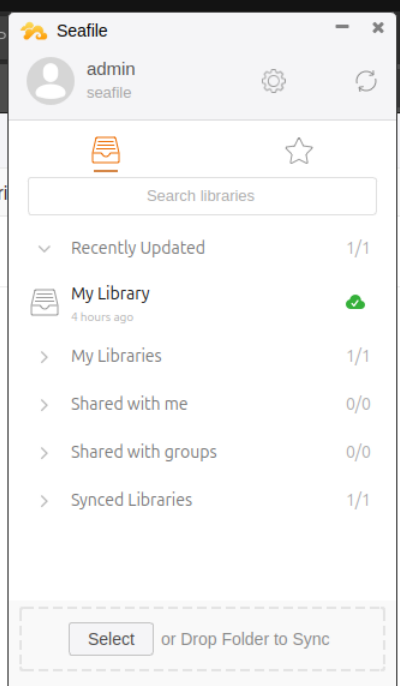 Seafile
admin
seafile
Search libraries
Recently Updated 1/1
My Library
4 hours ago
My Libraries 1/1
Shared with me 0/0
Shared with groups 0/0
Synced Libraries 1/1
Select or Drop Folder to Sync